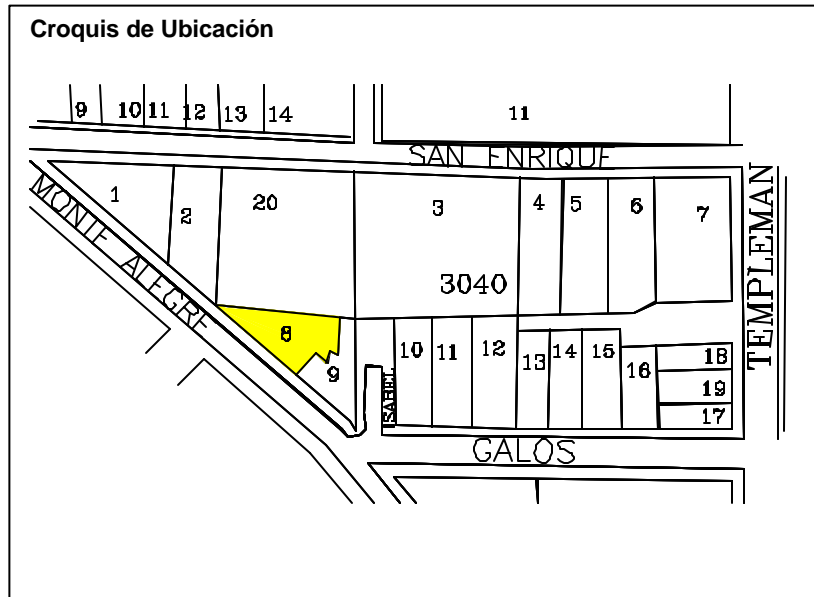 Croquis de Ubicación
9 10 11 12 13 14 11
SAN ENRIQUE
MONTE ALEGRE
1 2 20 3 4 5 6 7
3040
TEMPLEMAN
8 9
ISABEL
10 11 12 13 14 15 16 18
19
17
GALOS